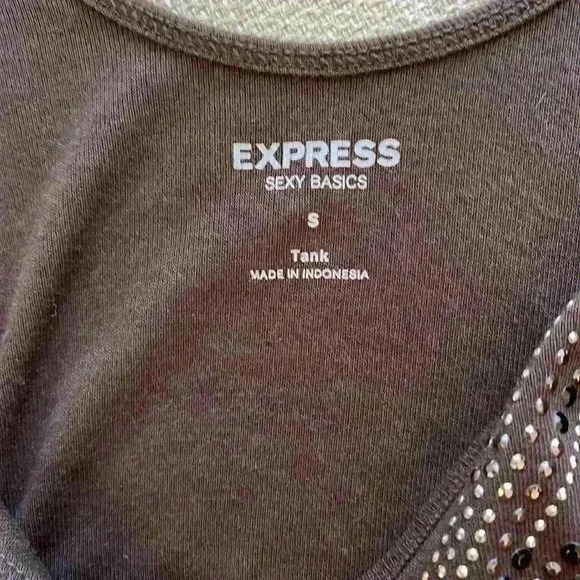 EXPRESS
SEXY BASICS
S
Tank
MADE IN INDONESIA